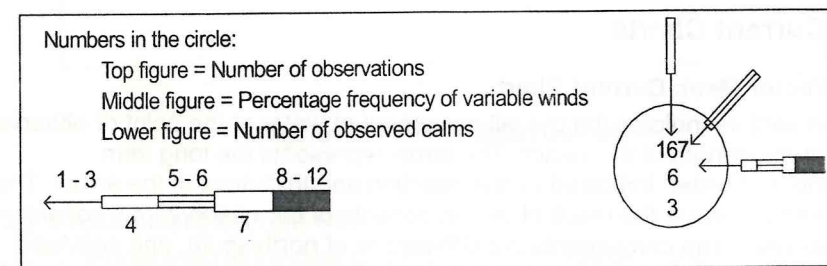 Numbers in the circle:
Top figure = Number of observations
Middle figure = Percentage frequency of variable winds
Lower figure = Number of observed calms
1 - 3 5 - 6 8 - 12
4 7
167
6
3